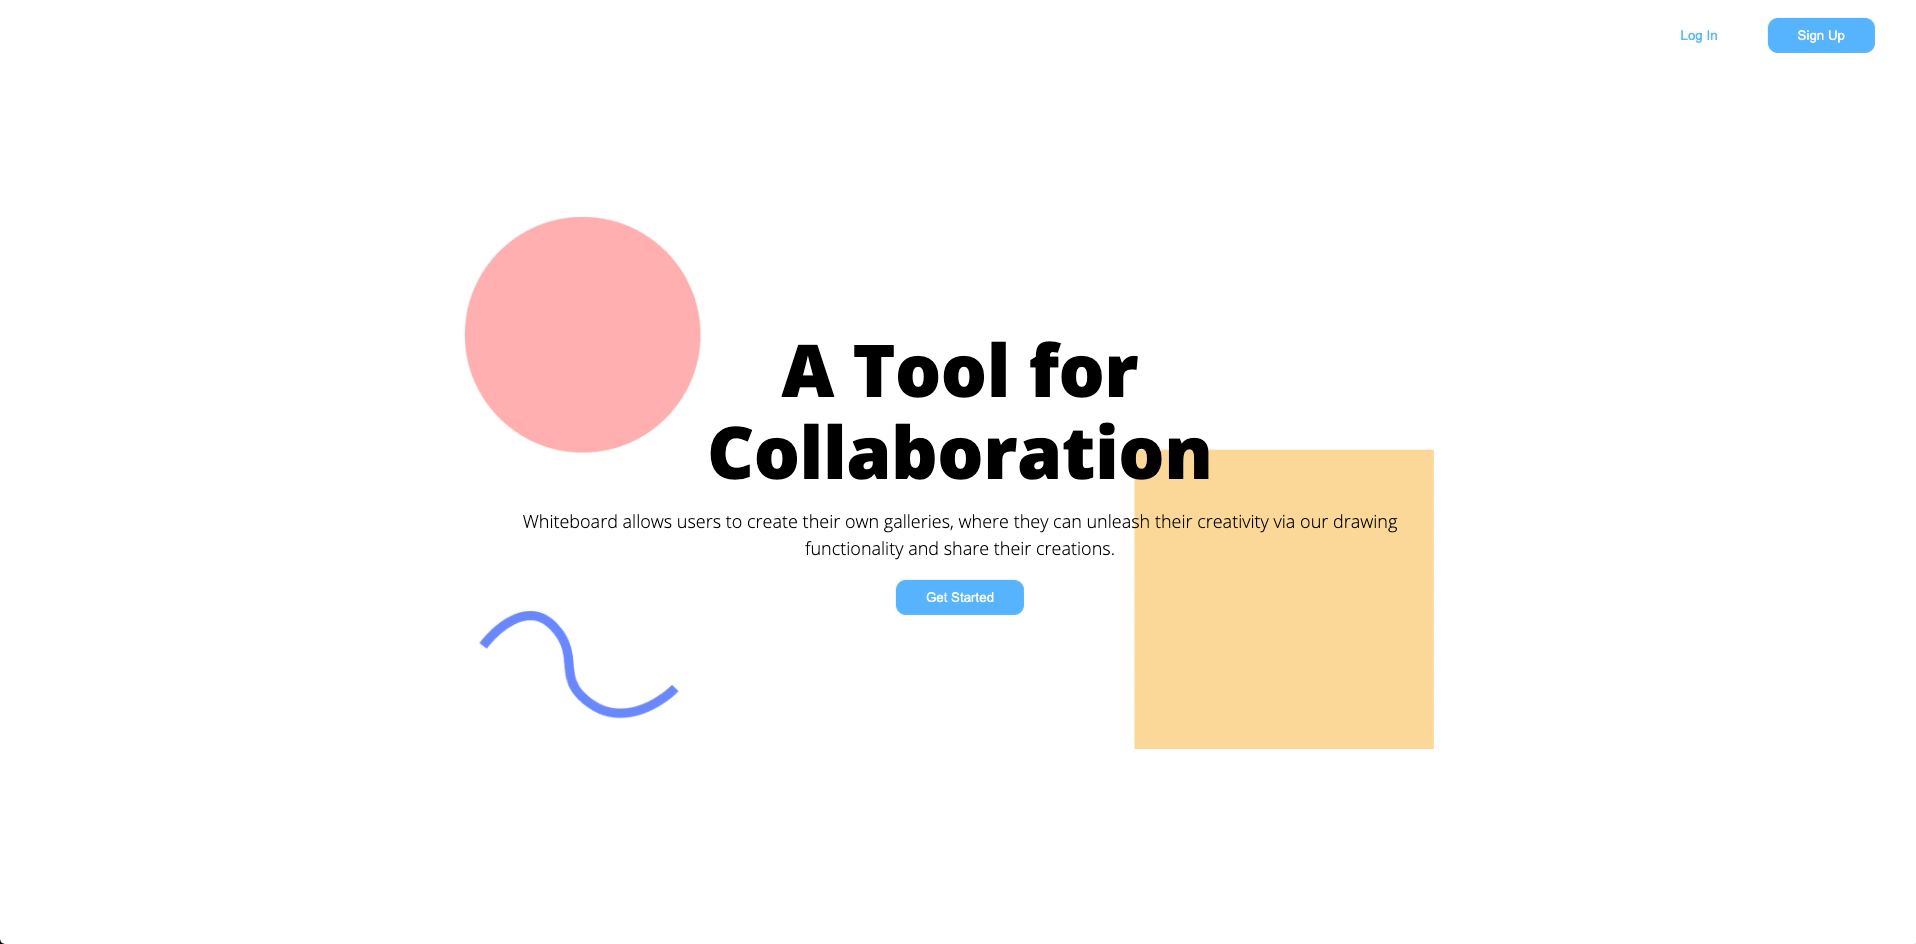 Log In
Sign Up
A Tool for
Collaboration
Whiteboard allows users to create their own galleries, where they can unleash their creativity via our drawing
functionality and share their creations.
Get Started